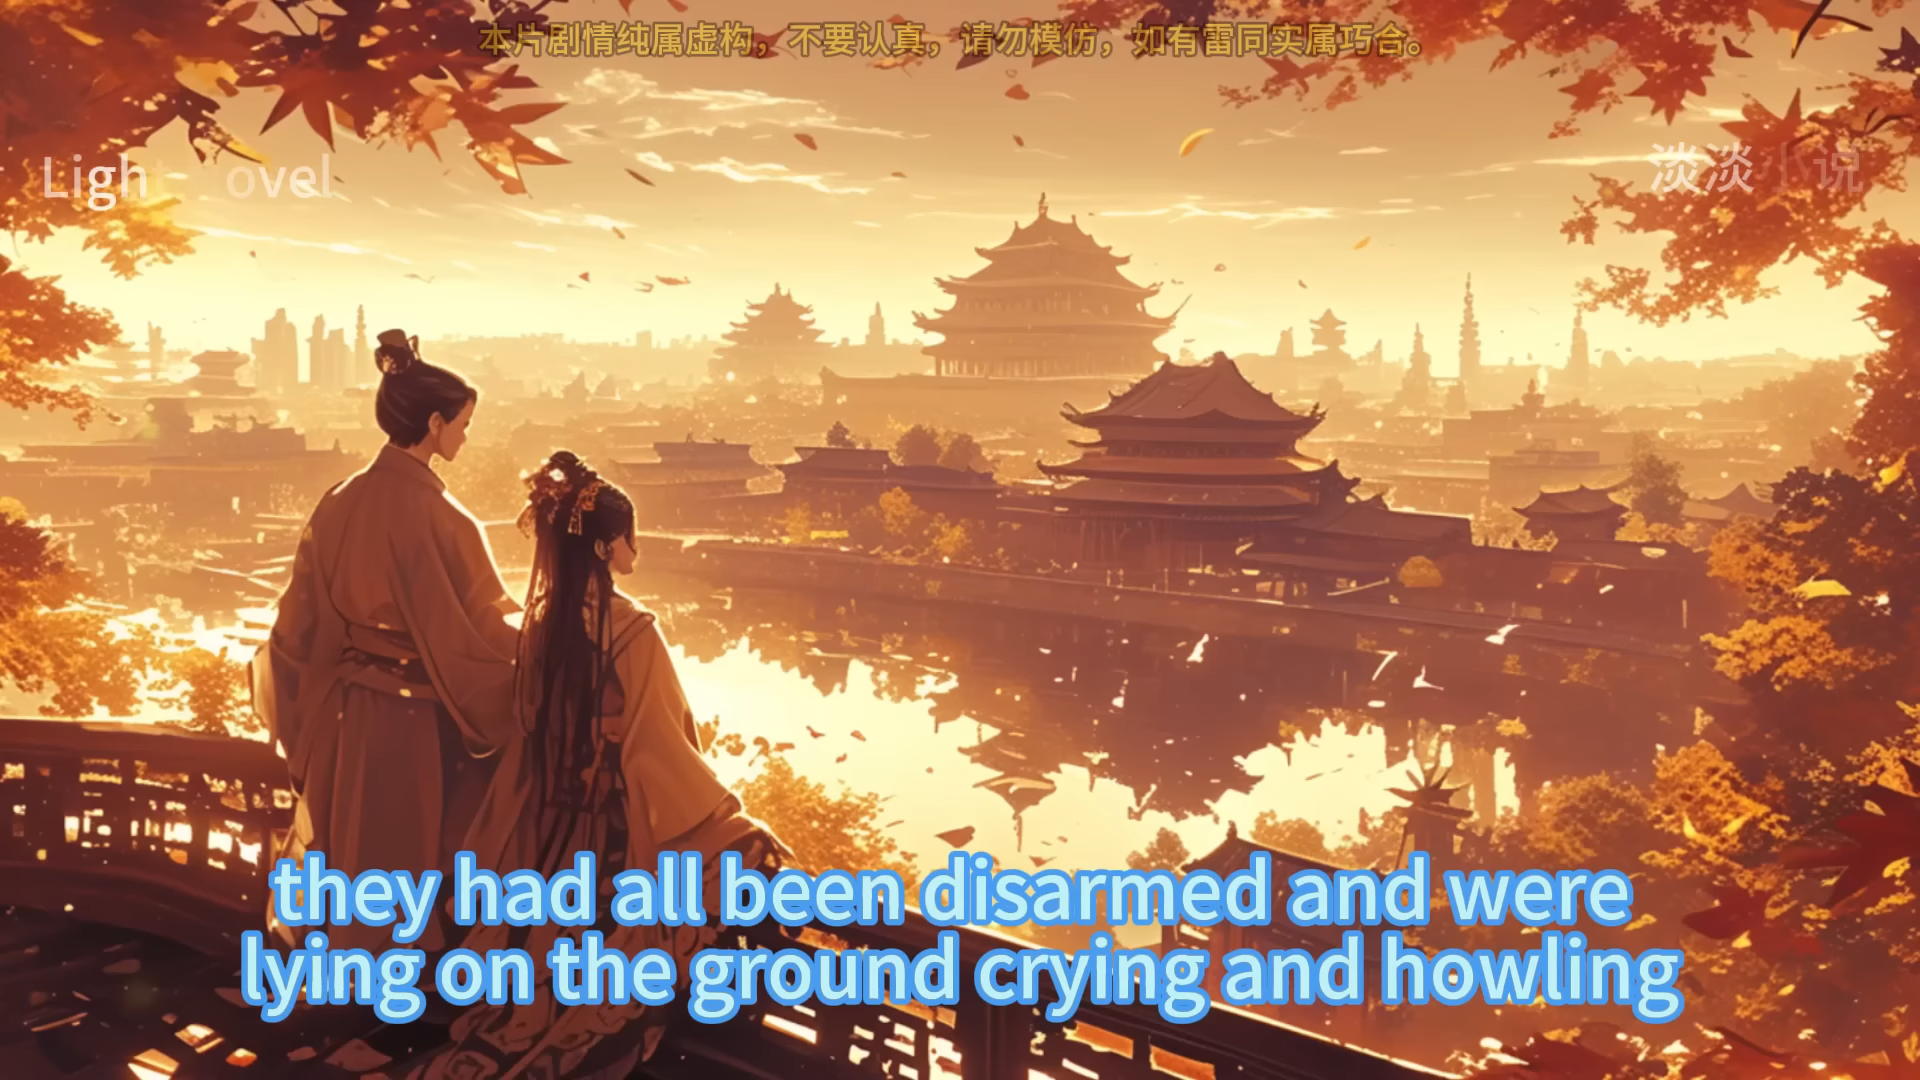 本片剧情纯属虚构，不要认真，请勿模仿，如有雷同实属巧合。
Light Novel
淡淡小说
they had all been disarmed and were
lying on the ground crying and howling